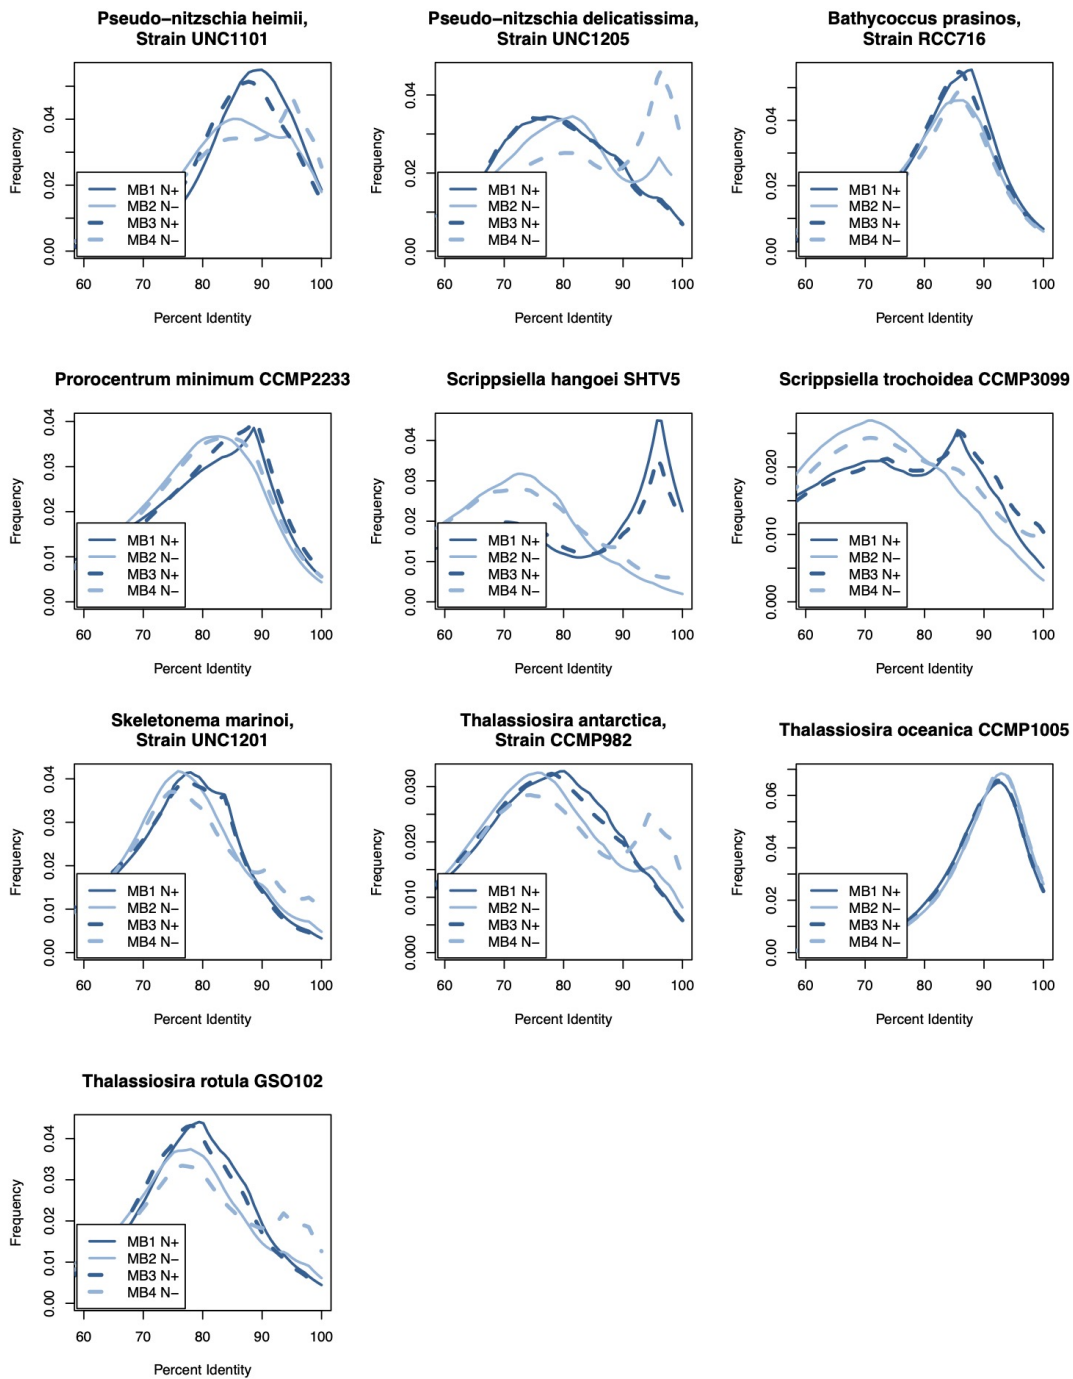 Pseudo−nitzschia heimii,
Strain UNC1101
Frequency
0.00
0.02
0.04
MB1 N+
MB2 N−
MB3 N+
MB4 N−
60 70 80 90 100
Percent Identity
Pseudo−nitzschia delicatissima,
Strain UNC1205
Frequency
0.00
0.02
0.04
MB1 N+
MB2 N−
MB3 N+
MB4 N−
60 70 80 90 100
Percent Identity
Bathycoccus prasinos,
Strain RCC716
Frequency
0.00
0.02
0.04
MB1 N+
MB2 N−
MB3 N+
MB4 N−
60 70 80 90 100
Percent Identity
Prorocentrum minimum CCMP2233
Frequency
0.00
0.01
0.02
0.03
0.04
MB1 N+
MB2 N−
MB3 N+
MB4 N−
60 70 80 90 100
Percent Identity
Scrippsiella hangoei SHTV5
Frequency
0.00
0.01
0.02
0.03
0.04
MB1 N+
MB2 N−
MB3 N+
MB4 N−
60 70 80 90 100
Percent Identity
Scrippsiella trochoidea CCMP3099
Frequency
0.000
0.010
0.020
MB1 N+
MB2 N−
MB3 N+
MB4 N−
60 70 80 90 100
Percent Identity
Skeletonema marinoi,
Strain UNC1201
Frequency
0.00
0.01
0.02
0.03
0.04
MB1 N+
MB2 N−
MB3 N+
MB4 N−
60 70 80 90 100
Percent Identity
Thalassiosira antarctica,
Strain CCMP982
Frequency
0.000
0.010
0.020
0.030
MB1 N+
MB2 N−
MB3 N+
MB4 N−
60 70 80 90 100
Percent Identity
Thalassiosira oceanica CCMP1005
Frequency
0.00
0.02
0.04
0.06
MB1 N+
MB2 N−
MB3 N+
MB4 N−
60 70 80 90 100
Percent Identity
Thalassiosira rotula GSO102
Frequency
0.00
0.01
0.02
0.03
0.04
MB1 N+
MB2 N−
MB3 N+
MB4 N−
60 70 80 90 100
Percent Identity